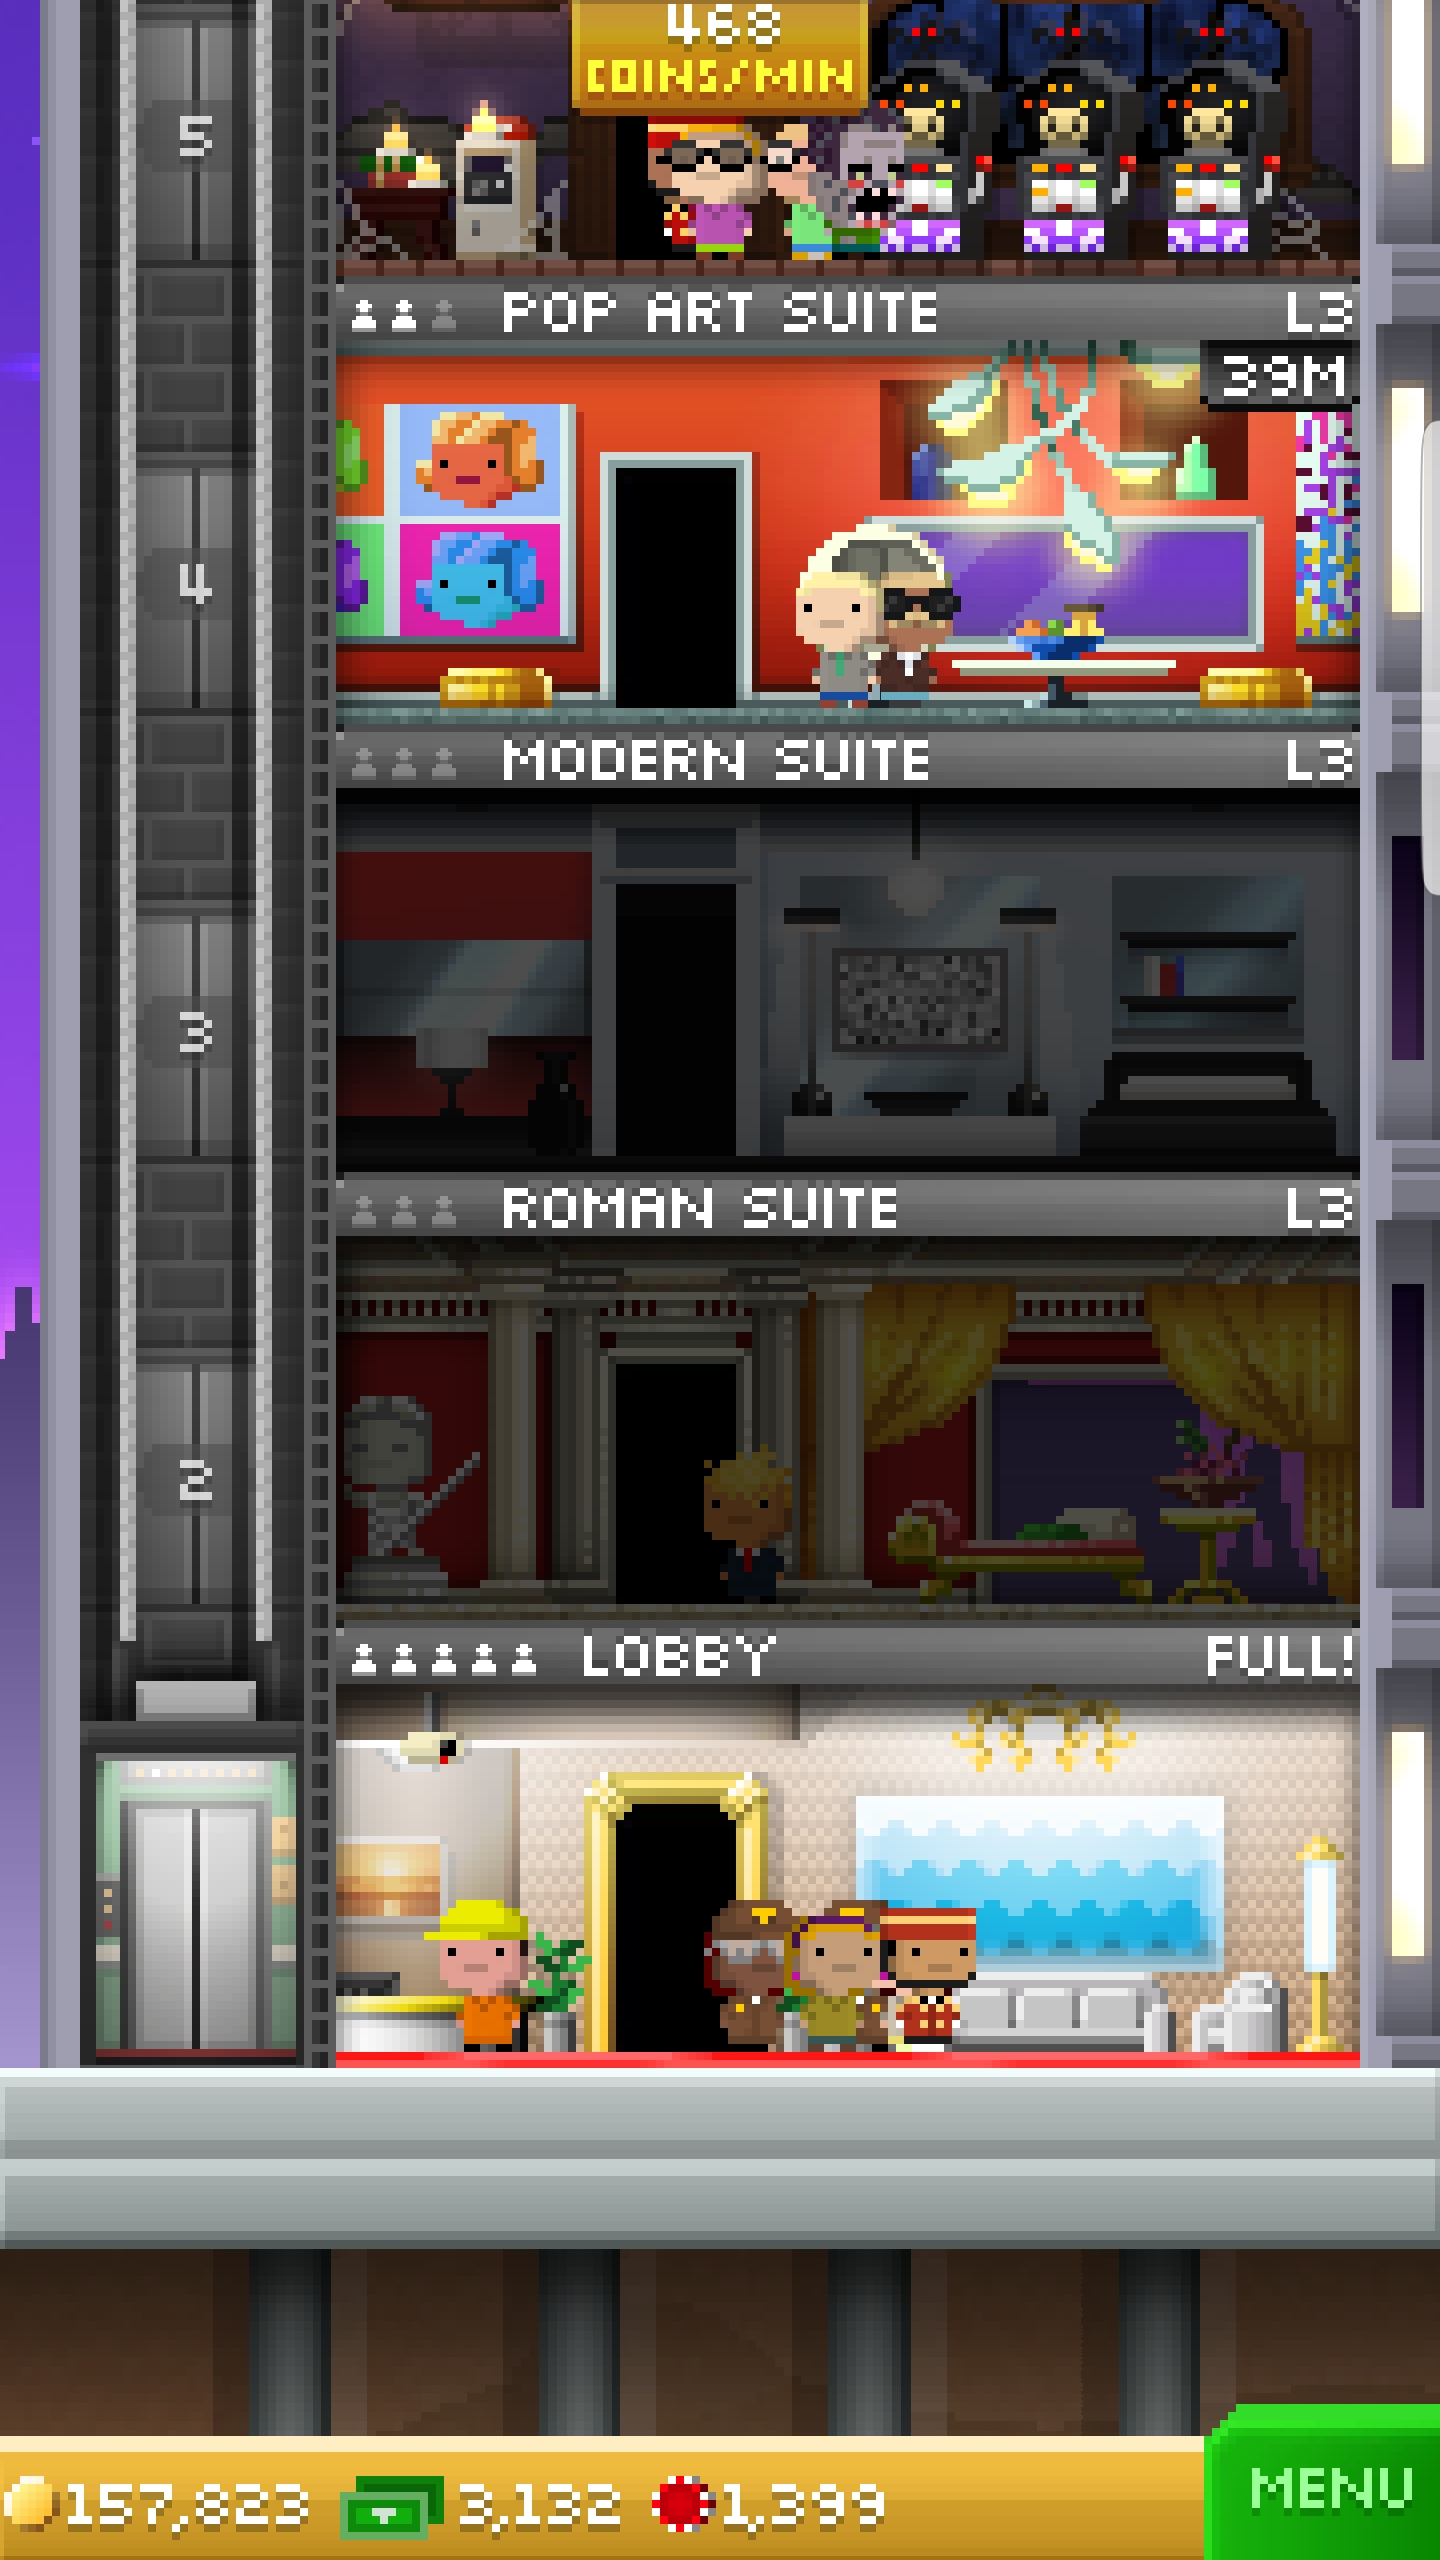 468
COINS/MIN
5
POP ART SUITE L3
39M
4
MODERN SUITE L3
3
ROMAN SUITE L3
2
LOBBY FULL!
157,823 3,132 1,399 MENU